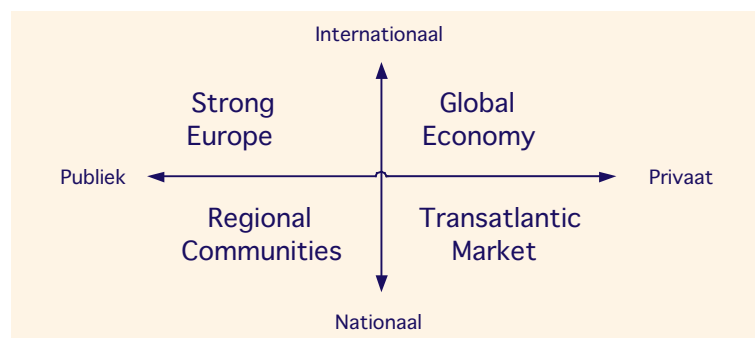 Internationaal
Strong
Europe
Global
Economy
Publiek
Privaat
Regional
Communities
Transatlantic
Market
Nationaal